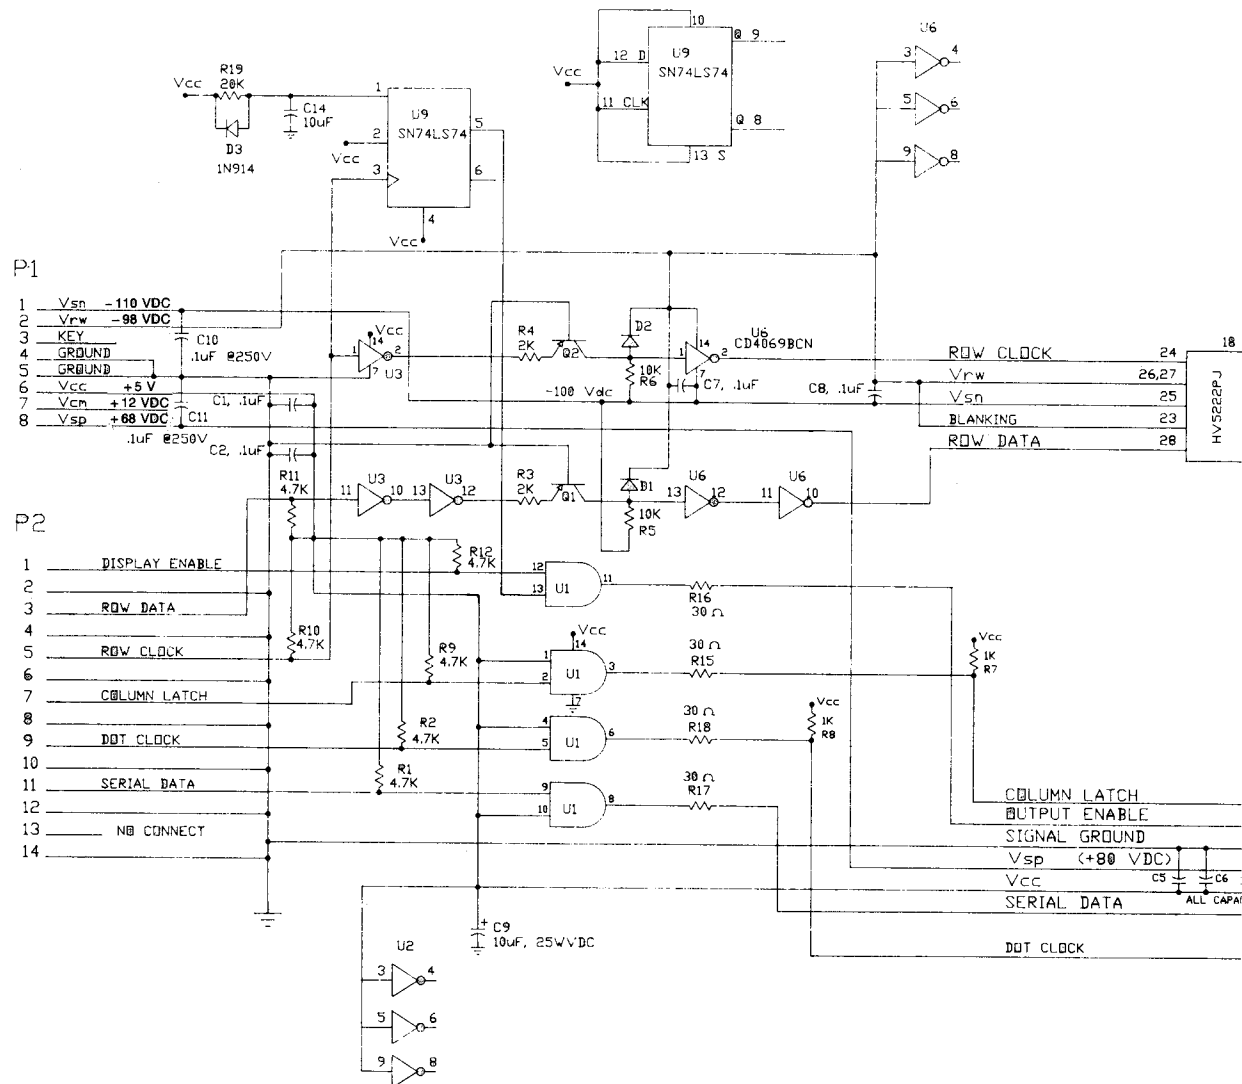 10
Q 9
12 D
U9
SN74LS74
Vcc
11 CLK
Q 8
13 S
U6
3
4
5
6
9
8
R19
20K
Vcc
1
C14
10uF
D3
1N914
U9
SN74LS74
5
2
Vcc
3
6
4
Vcc
P1
1 Vsn -110 VDC
2 Vrw -98 VDC
3 KEY
4 GROUND
5 GROUND
6 Vcc +5 V
7 Vcm +12 VDC
8 Vsp +68 VDC
C10
.1uF @250V
C11
.1uF @250V
C1, .1uF
C2, .1uF
Vcc
14
1
2
7
U3
R4
2K
Q2
D2
10K
R6
-100 Vdc
14
U6
CD4069BCN
1
2
7
C7, .1uF
C8, .1uF
ROW CLOCK 24
Vrw 26,27
Vsn 25
BLANKING 23
ROW DATA 28
18
HV5222PJ
R11
4.7K
U3
11
10
U3
13
12
R3
2K
Q1
D1
10K
R5
U6
13
12
U6
11
10
P2
1 DISPLAY ENABLE
2
3 ROW DATA
4
5 ROW CLOCK
6
7 COLUMN LATCH
8
9 DOT CLOCK
10
11 SERIAL DATA
12
13 NO CONNECT
14
R12
4.7K
R10
4.7K
R9
4.7K
R2
4.7K
R1
4.7K
12
13
U1
11
R16
30 Ω
Vcc
14
1
2
U1
3
7
30 Ω
R15
4
5
U1
6
30 Ω
R18
9
10
U1
8
30 Ω
R17
Vcc
1K
R7
Vcc
1K
R8
COLUMN LATCH
OUTPUT ENABLE
SIGNAL GROUND
Vsp (+80 VDC)
Vcc
C5
C6
SERIAL DATA
DOT CLOCK
C9
+
10uF, 25WVDC
U2
3
4
5
6
9
8